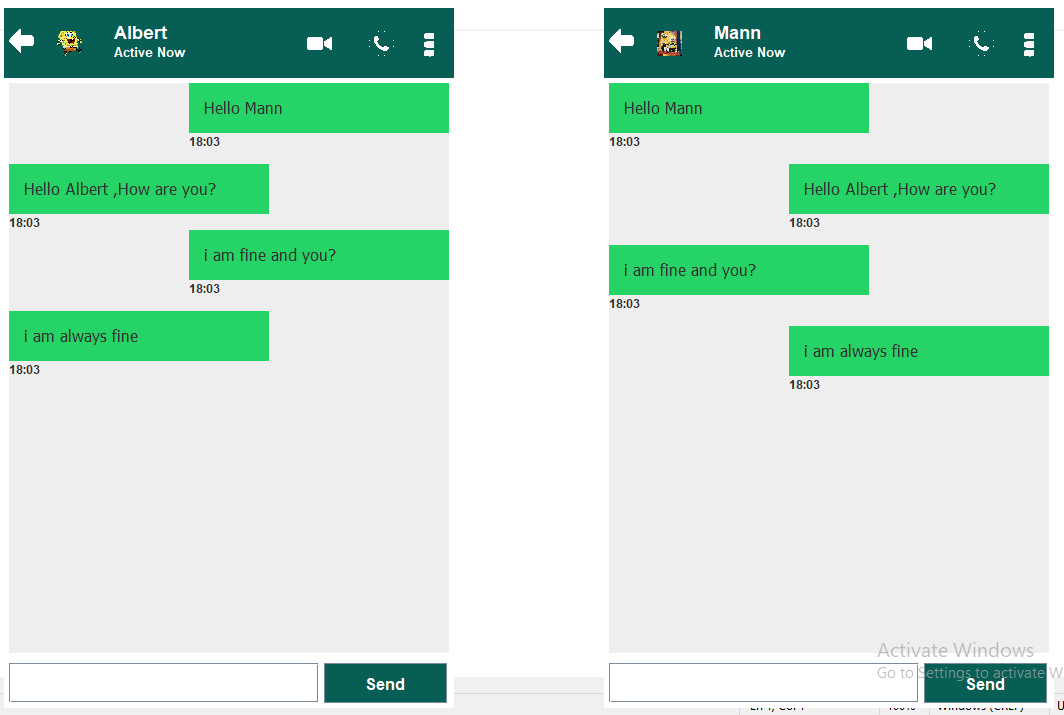 Albert
Active Now
Hello Mann
18:03
Hello Albert ,How are you?
18:03
i am fine and you?
18:03
i am always fine
18:03
Send
Mann
Active Now
Hello Mann
18:03
Hello Albert ,How are you?
18:03
i am fine and you?
18:03
i am always fine
18:03
Activate Windows
Go to Settings to activate W
Send